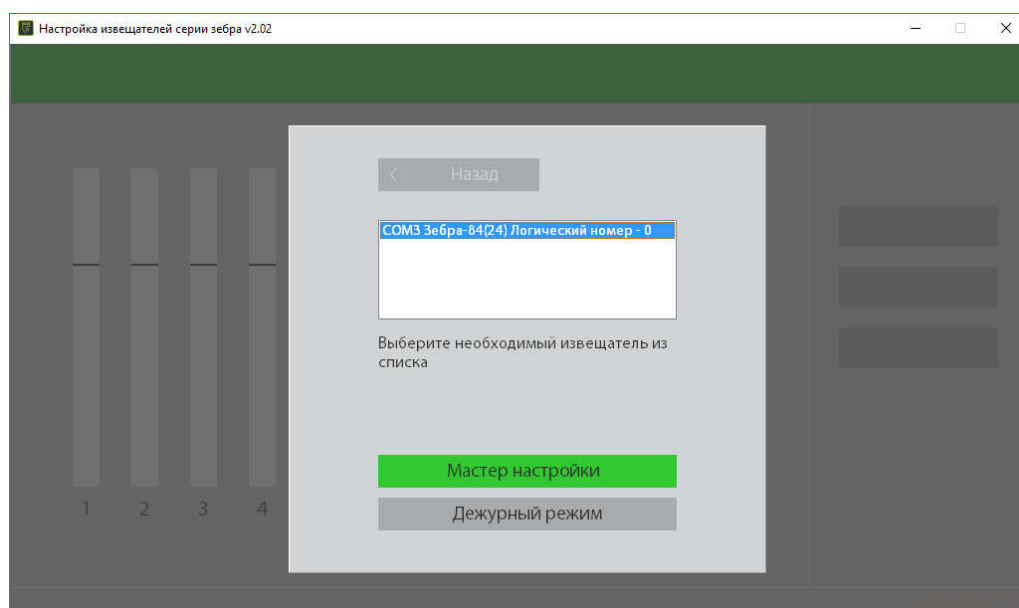 Настройка извещателей серии зебра v2.02
< Назад
COM3 Зебра-84(24) Логический номер - 0
Выберите необходимый извещатель из
списка
Мастер настройки
Дежурный режим
1 2 3 4